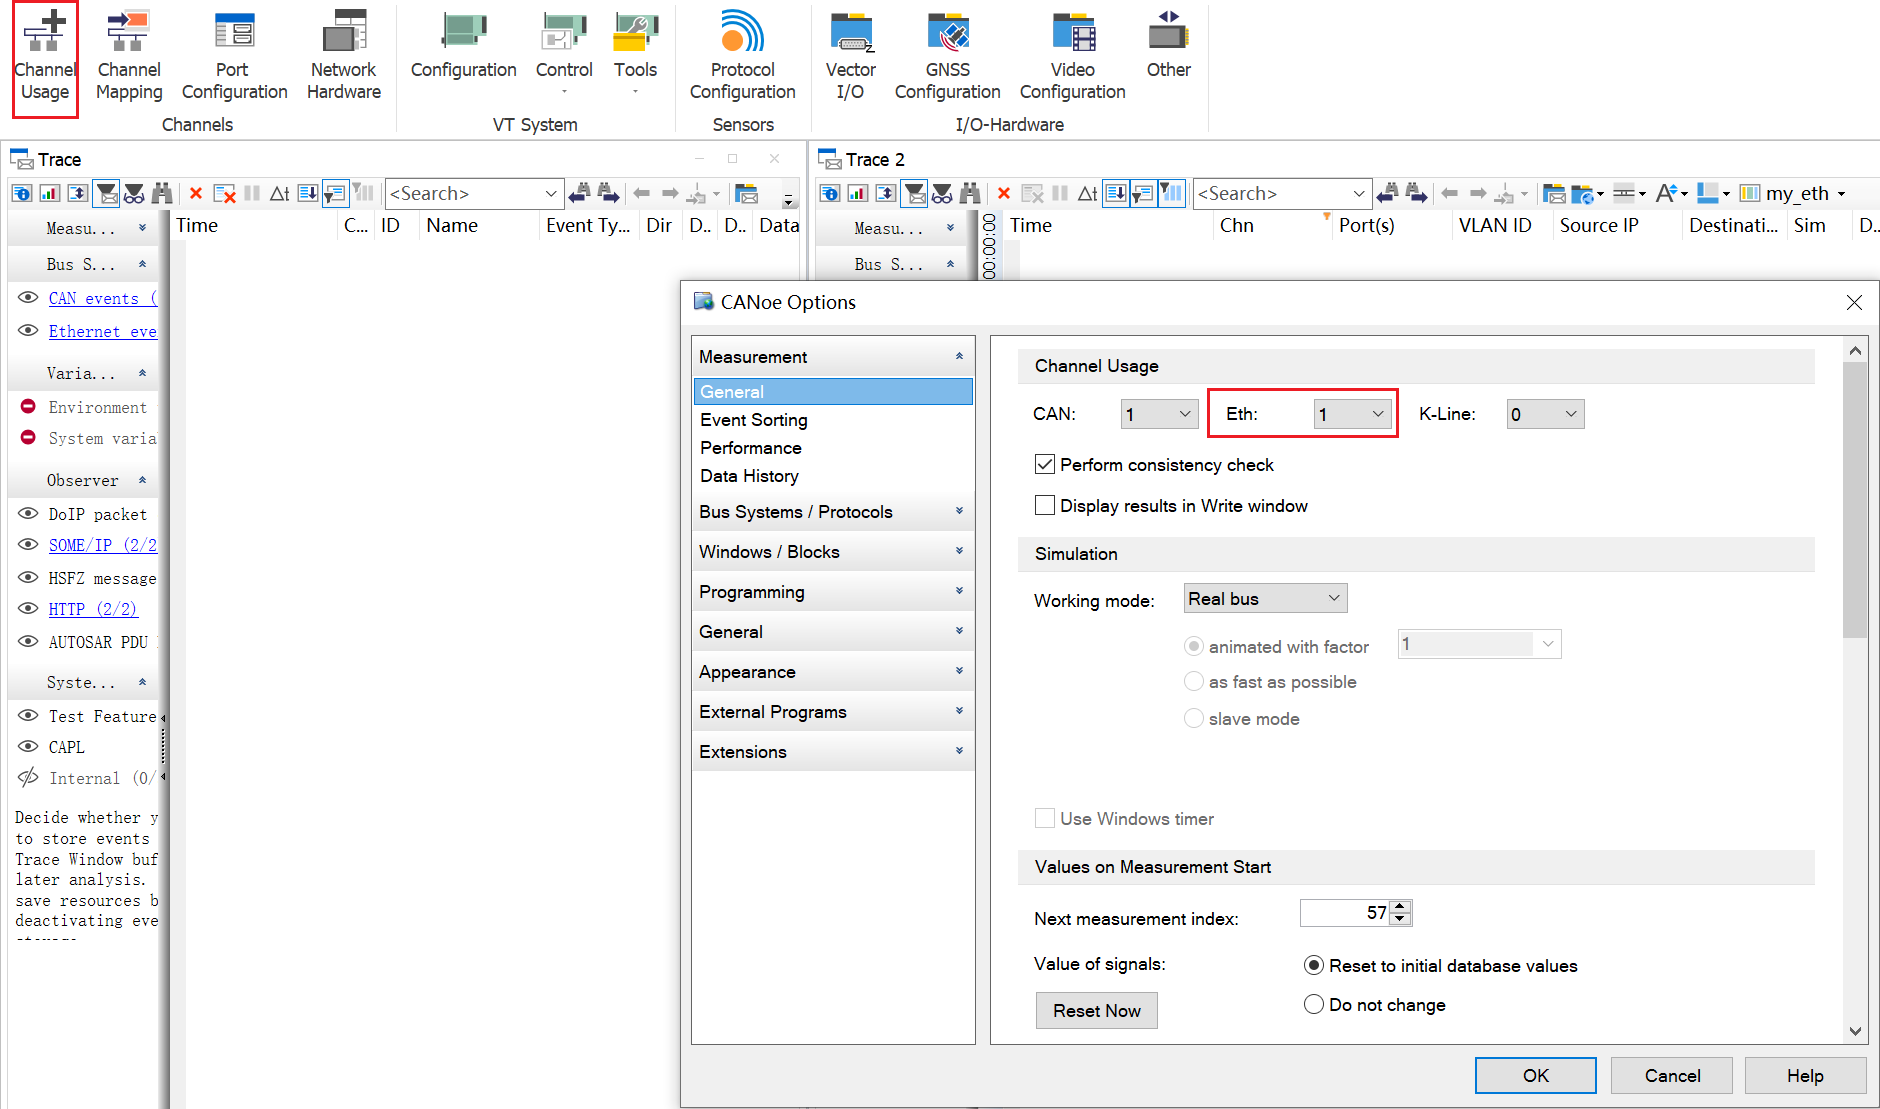 Channel Usage
Channel Mapping
Port Configuration
Network Hardware
Configuration
Control
Tools
Protocol Configuration
Vector I/O
GNSS Configuration
Video Configuration
Other
Channels
VT System
Sensors
I/O-Hardware
Trace
Trace 2
<Search>
Δt
<Search>
Δt
my_eth
Measu...
Time
C...
ID
Name
Event Ty...
Dir
D..
D..
Data
Measu...
00:00:00
Time
Chn
Port(s)
VLAN ID
Source IP
Destinati...
Sim
D..
Bus S...
Bus S...
CAN events (
Ethernet eve
Varia...
Environment
System varia
Observer
DoIP packet
SOME/IP (2/2
HSFZ message
HTTP (2/2)
AUTOSAR PDU
Syste...
Test Feature
CAPL
Internal (0/
Decide whether y
to store events
Trace Window buf
later analysis.
save resources b
deactivating eve
CANoe Options
Measurement
General
Event Sorting
Performance
Data History
Bus Systems / Protocols
Windows / Blocks
Programming
General
Appearance
External Programs
Extensions
Channel Usage
CAN: 1 Eth: 1 K-Line: 0
Perform consistency check
Display results in Write window
Simulation
Working mode: Real bus
animated with factor 1
as fast as possible
slave mode
Use Windows timer
Values on Measurement Start
Next measurement index: 57
Value of signals: Reset to initial database values
Reset Now Do not change
OK Cancel Help